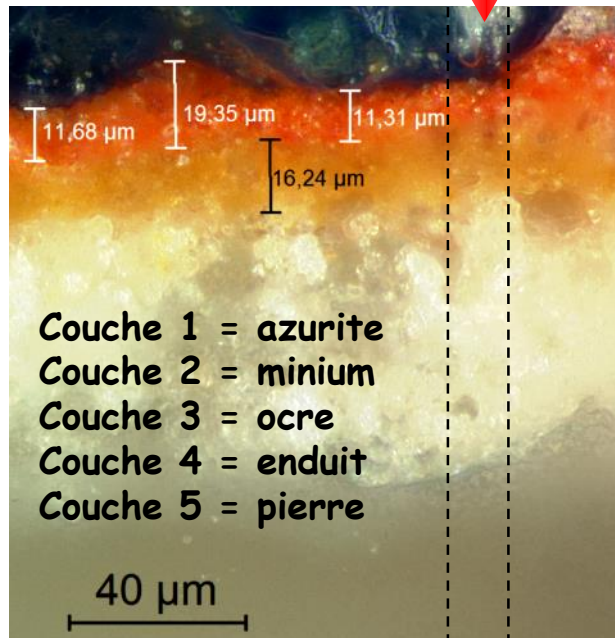 11,68 µm
19,35 µm
11,31 µm
16,24 µm
Couche 1 = azurite
Couche 2 = minium
Couche 3 = ocre
Couche 4 = enduit
Couche 5 = pierre
40 µm